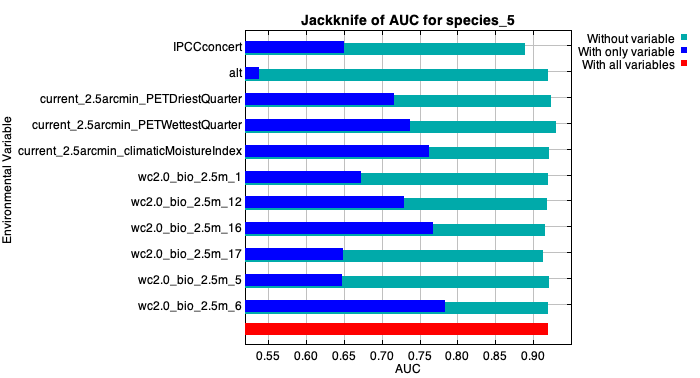 Jackknife of AUC for species_5
Without variable
With only variable
With all variables
Environmental Variable
IPCCconcert
alt
current_2.5arcmin_PETDriestQuarter
current_2.5arcmin_PETWettestQuarter
current_2.5arcmin_climaticMoistureIndex
wc2.0_bio_2.5m_1
wc2.0_bio_2.5m_12
wc2.0_bio_2.5m_16
wc2.0_bio_2.5m_17
wc2.0_bio_2.5m_5
wc2.0_bio_2.5m_6
0.55 0.60 0.65 0.70 0.75 0.80 0.85 0.90
AUC